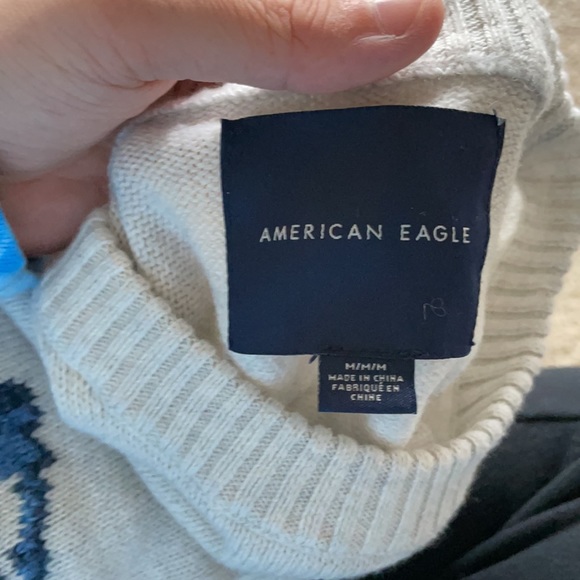 AMERICAN EAGLE
M/M/M
MADE IN CHINA
FABRIQUÉ EN
CHINE